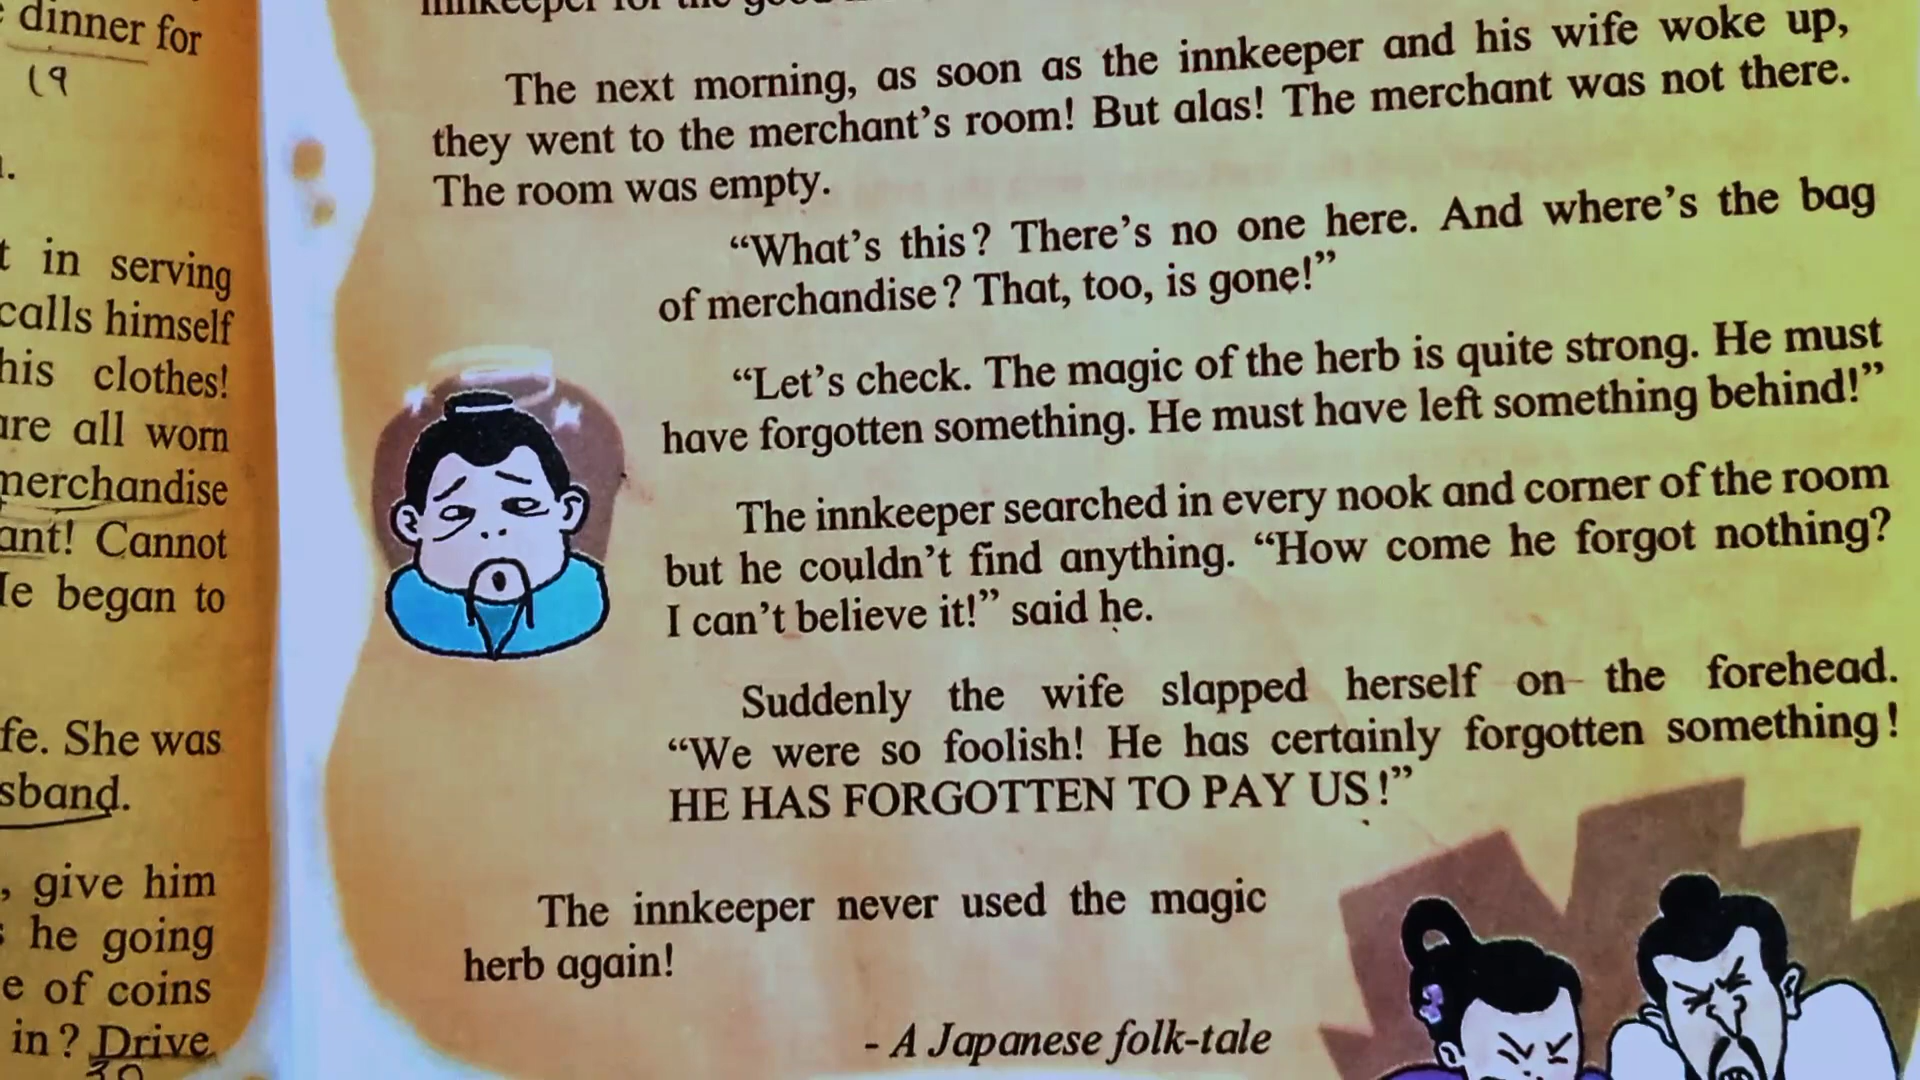 dinner for
19
in serving
calls himself
his clothes!
are all worn
merchandise
Cannot
He began to
She was
give him
he going
of coins
in? Drive
30
innkeeper for the
The next morning, as soon as the innkeeper and his wife woke up,
they went to the merchant's room! But alas! The merchant was not there.
The room was empty.
“What's this? There's no one here. And where's the bag
of merchandise? That, too, is gone!”
“Let's check. The magic of the herb is quite strong. He must
have forgotten something. He must have left something behind!”
The innkeeper searched in every nook and corner of the room
but he couldn't find anything. “How come he forgot nothing?
I can't believe it!” said he.
Suddenly the wife slapped herself on the forehead.
“We were so foolish! He has certainly forgotten something!
HE HAS FORGOTTEN TO PAY US!”
The innkeeper never used the magic
herb again!
- A Japanese folk-tale